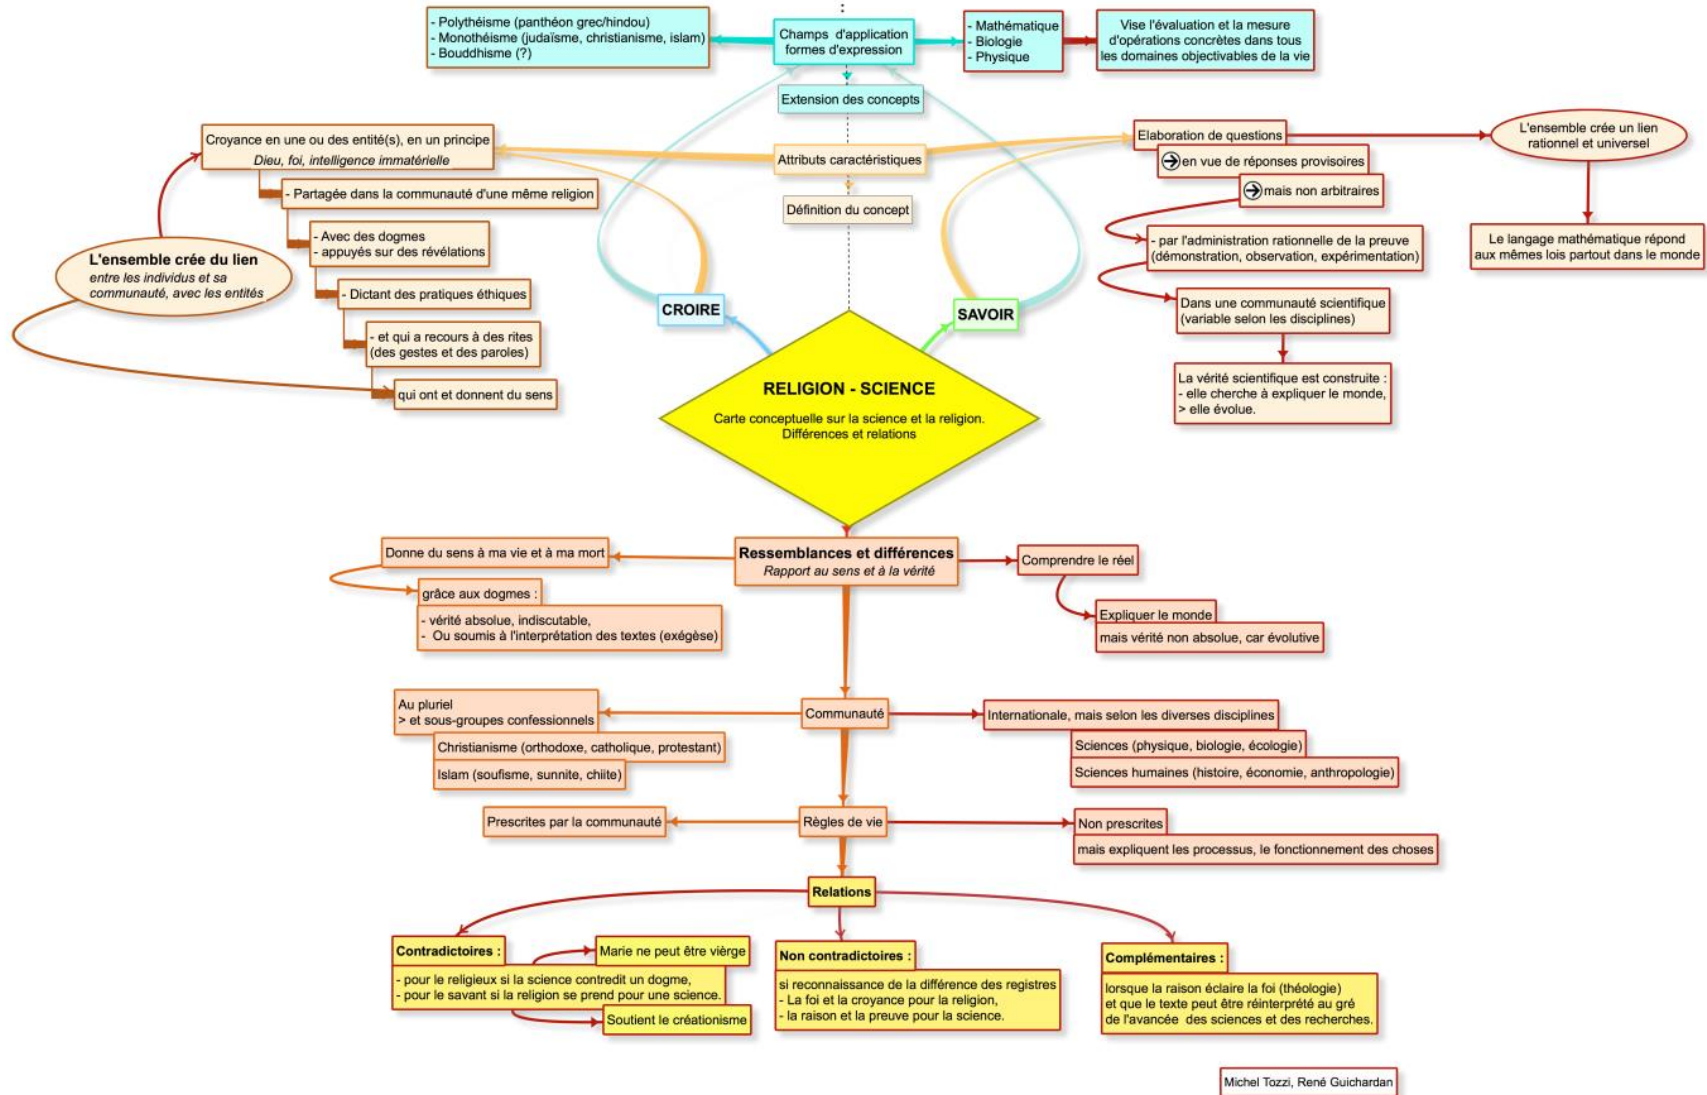 :
- Polythéisme (panthéon grec/hindou)
- Monothéisme (judaïsme, christianisme, islam)
- Bouddhisme (?)
Champs d'application
formes d'expression
- Mathématique
- Biologie
- Physique
Vise l'évaluation et la mesure
d'opérations concrètes dans tous
les domaines objectivables de la vie
Extension des concepts
Croyance en une ou des entité(s), en un principe
Dieu, foi, intelligence immatérielle
Attributs caractéristiques
Elaboration de questions
en vue de réponses provisoires
mais non arbitraires
L'ensemble crée un lien
rationnel et universel
- Partagée dans la communauté d'une même religion
Définition du concept
- Avec des dogmes
- appuyés sur des révélations
- par l'administration rationnelle de la preuve
(démonstration, observation, expérimentation)
Le langage mathématique répond
aux mêmes lois partout dans le monde
L'ensemble crée du lien
entre les individus et sa
communauté, avec les entités
- Dictant des pratiques éthiques
CROIRE
SAVOIR
Dans une communauté scientifique
(variable selon les disciplines)
- et qui a recours à des rites
(des gestes et des paroles)
qui ont et donnent du sens
La vérité scientifique est construite :
- elle cherche à expliquer le monde,
> elle évolue.
RELIGION - SCIENCE
Carte conceptuelle sur la science et la religion.
Différences et relations
Donne du sens à ma vie et à ma mort
Ressemblances et différences
Rapport au sens et à la vérité
Comprendre le réel
grâce aux dogmes :
- vérité absolue, indiscutable,
- Ou soumis à l'interprétation des textes (exégèse)
Expliquer le monde
mais vérité non absolue, car évolutive
Au pluriel
> et sous-groupes confessionnels
Communauté
Internationale, mais selon les diverses disciplines
Christianisme (orthodoxe, catholique, protestant)
Islam (soufisme, sunnite, chiite)
Sciences (physique, biologie, écologie)
Sciences humaines (histoire, économie, anthropologie)
Prescrites par la communauté
Règles de vie
Non prescrites
mais expliquent les processus, le fonctionnement des choses
Relations
Contradictoires :
Marie ne peut être vièrge
- pour le religieux si la science contredit un dogme,
- pour le savant si la religion se prend pour une science.
Soutient le créationisme
Non contradictoires :
si reconnaissance de la différence des registres
- La foi et la croyance pour la religion,
- la raison et la preuve pour la science.
Complémentaires :
lorsque la raison éclaire la foi (théologie)
et que le texte peut être réinterprété au gré
de l'avancée des sciences et des recherches.
Michel Tozzi, René Guichardan